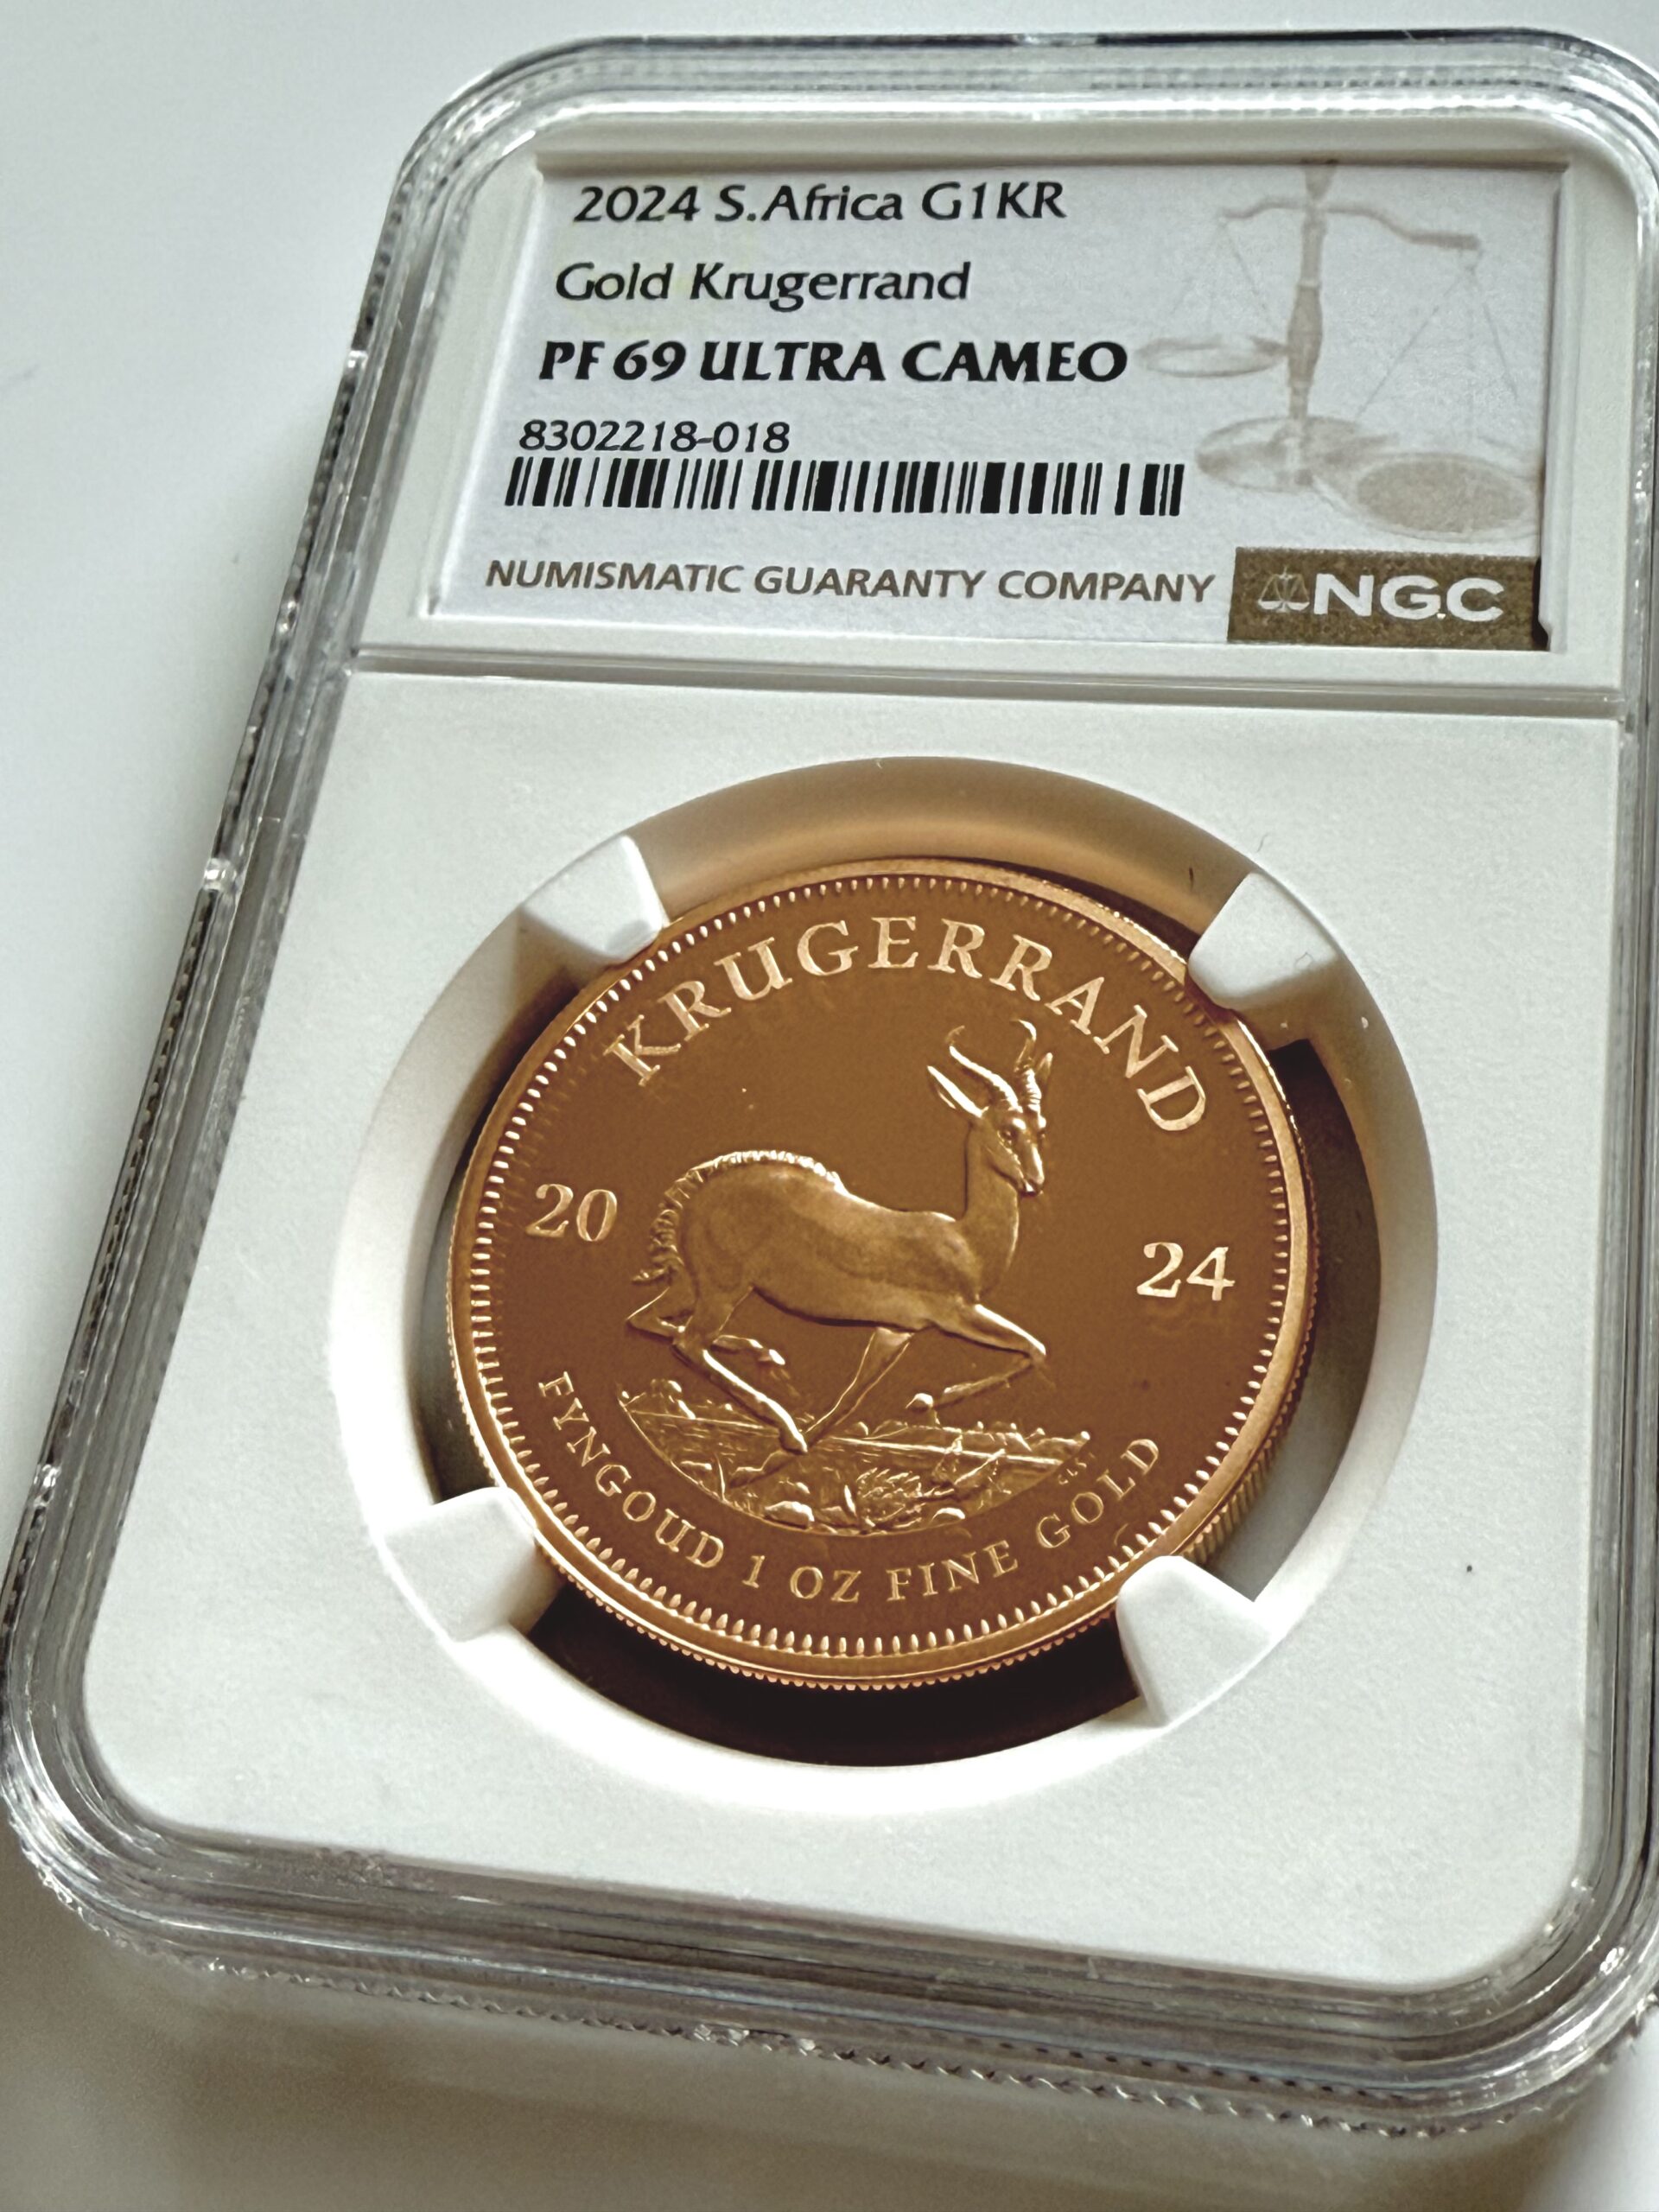 2024 S.Africa G1KR
Gold Krugerrand
PF 69 ULTRA CAMEO
8302218-018
NUMISMATIC GUARANTY COMPANY NGC
KRUGERRAND
20 24
FYNGOUD 1 OZ FINE GOLD